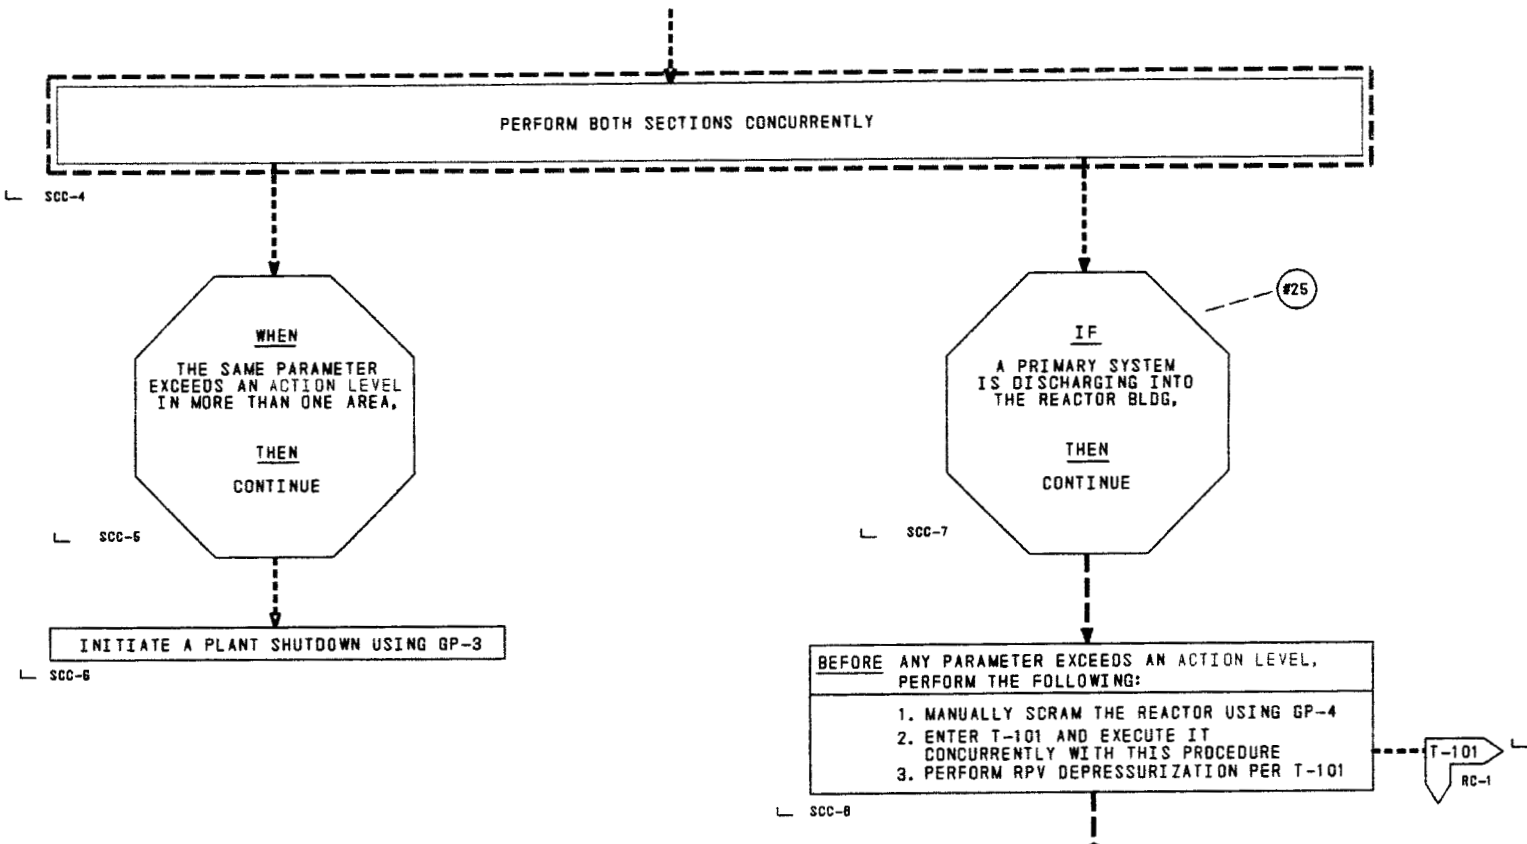 PERFORM BOTH SECTIONS CONCURRENTLY
SCC-4
WHEN
THE SAME PARAMETER
EXCEEDS AN ACTION LEVEL
IN MORE THAN ONE AREA,
THEN
CONTINUE
SCC-5
INITIATE A PLANT SHUTDOWN USING GP-3
SCC-6
#25
IF
A PRIMARY SYSTEM
IS DISCHARGING INTO
THE REACTOR BLDG,
THEN
CONTINUE
SCC-7
BEFORE ANY PARAMETER EXCEEDS AN ACTION LEVEL,
PERFORM THE FOLLOWING:
1. MANUALLY SCRAM THE REACTOR USING GP-4
2. ENTER T-101 AND EXECUTE IT
CONCURRENTLY WITH THIS PROCEDURE
3. PERFORM RPV DEPRESSURIZATION PER T-101
SCC-8
T-101
RC-1